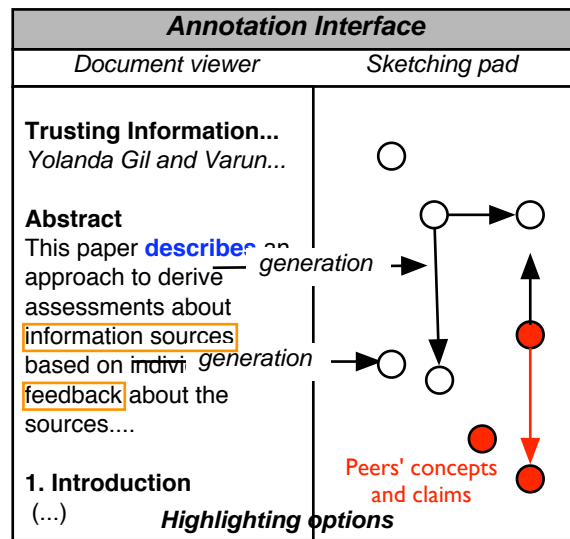 Annotation Interface
Document viewer
Sketching pad
Trusting Information...
Yolanda Gil and Varun...
Abstract
This paper describes an
approach to derive
generation
assessments about
information sources
based on indivi
generation
feedback about the
sources....
Peers' concepts
and claims
1. Introduction
(...)
Highlighting options